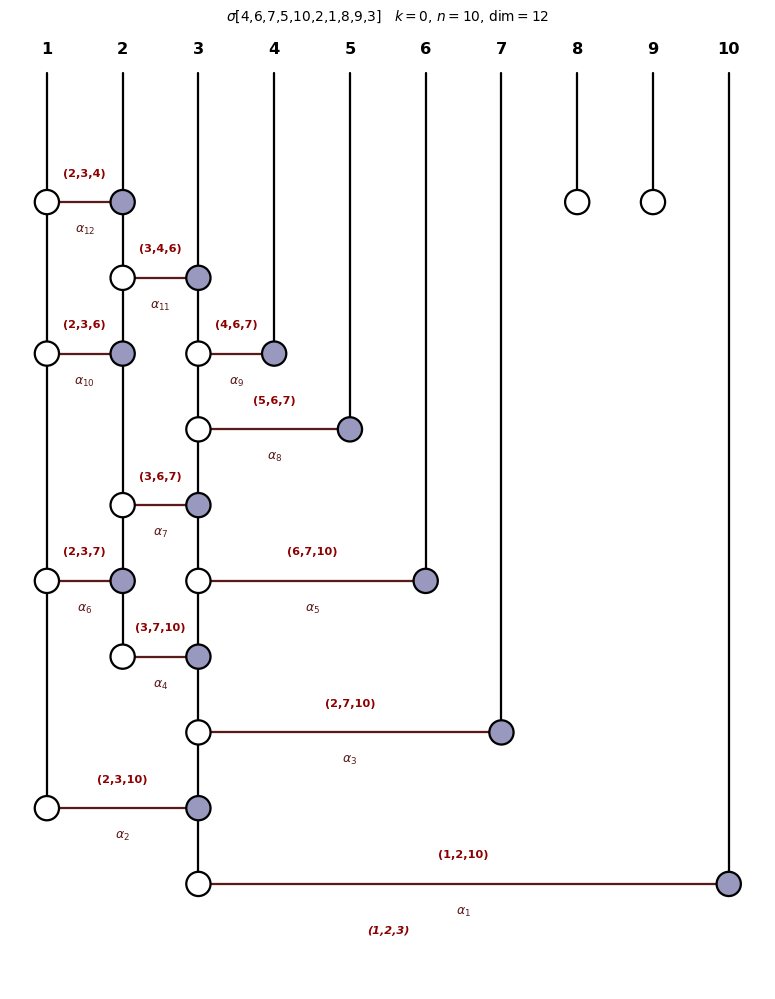 σ[4,6,7,5,10,2,1,8,9,3]   k = 0, n = 10, dim = 12
1 2 3 4 5 6 7 8 9 10
(2,3,4)
α₁₂
(3,4,6)
α₁₁
(2,3,6) (4,6,7)
α₁₀ α₉
(5,6,7)
α₈
(3,6,7)
α₇
(2,3,7) (6,7,10)
α₆ α₅
(3,7,10)
α₄
(2,7,10)
α₃
(2,3,10)
α₂
(1,2,10)
α₁
(1,2,3)